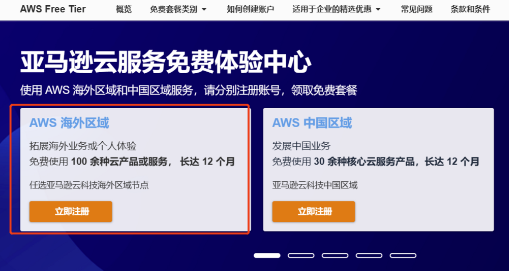 AWS Free Tier 概览 免费套餐类别 如何创建账户 适用于企业的精选优惠 常见问题 条款和条件
亚马逊云服务免费体验中心
使用 AWS 海外区域和中国区域服务，请分别注册账号，领取免费套餐
AWS 海外区域
拓展海外业务或个人体验
免费使用 100 余种云产品或服务， 长达 12 个月
任选亚马逊云科技海外区域节点
立即注册
AWS 中国区域
发展中国业务
免费使用 30 余种核心云服务产品， 长达 12 个月
亚马逊云科技中国区域
立即注册